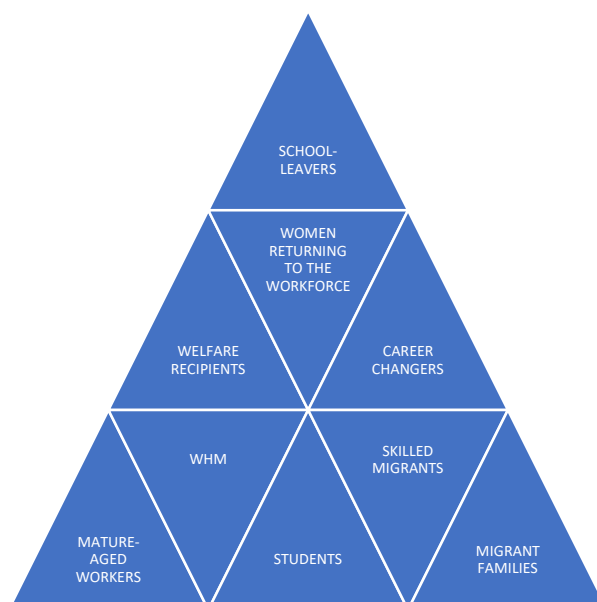 SCHOOL-
LEAVERS
WOMEN
RETURNING
TO THE
WORKFORCE
WELFARE
RECIPIENTS
CAREER
CHANGERS
WHM
SKILLED
MIGRANTS
MATURE-
AGED
WORKERS
STUDENTS
MIGRANT
FAMILIES